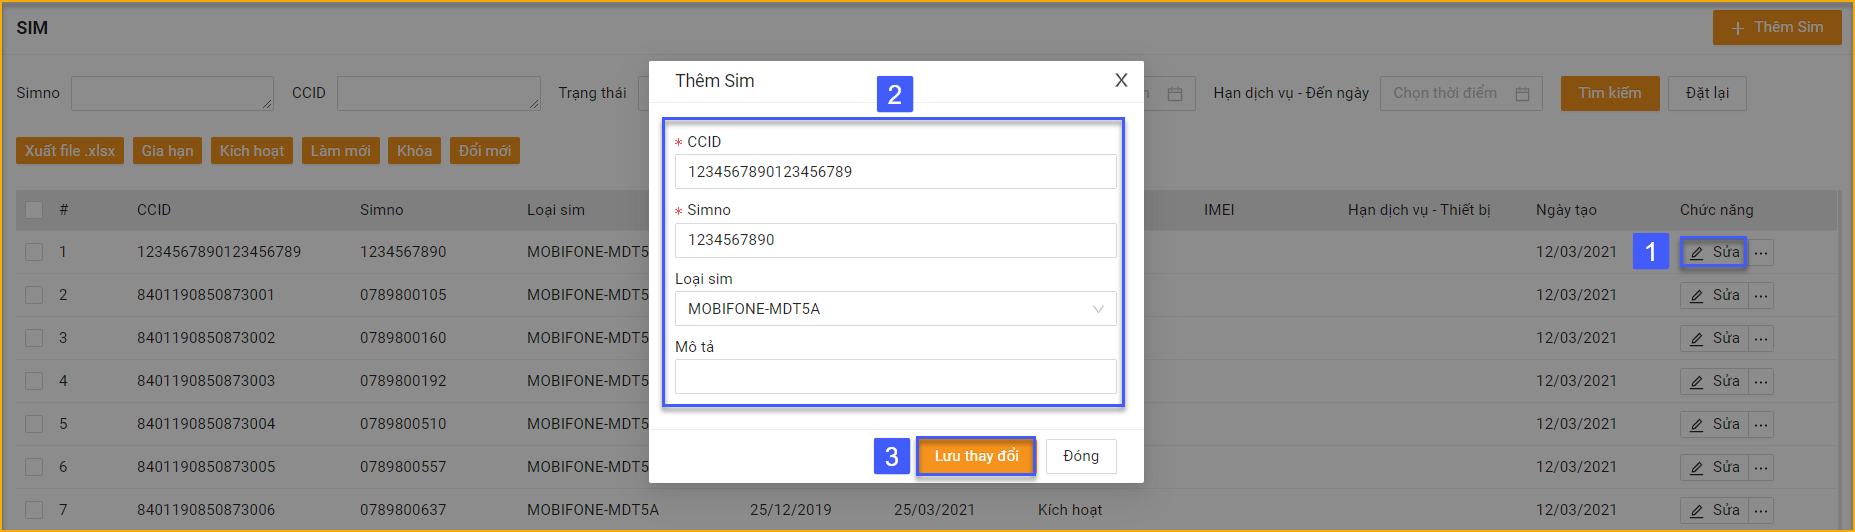 SIM
Thêm Sim
Simno
CCID
Trạng thái
Hạn dịch vụ - Đến ngày
Chọn thời điểm
Tìm kiếm
Đặt lại
Xuất file .xlsx
Gia hạn
Kích hoạt
Làm mới
Khóa
Đổi mới
# CCID Simno Loại sim IMEI Hạn dịch vụ - Thiết bị Ngày tạo Chức năng
1 1234567890123456789 1234567890 MOBIFONE-MDT5 12/03/2021 1 Sửa ...
2 8401190850873001 0789800105 MOBIFONE-MDT5 12/03/2021 Sửa ...
3 8401190850873002 0789800160 MOBIFONE-MDT5 12/03/2021 Sửa ...
4 8401190850873003 0789800192 MOBIFONE-MDT5 12/03/2021 Sửa ...
5 8401190850873004 0789800510 MOBIFONE-MDT5 12/03/2021 Sửa ...
6 8401190850873005 0789800557 MOBIFONE-MDT5 12/03/2021 Sửa ...
7 8401190850873006 0789800637 MOBIFONE-MDT5A 25/12/2019 25/03/2021 Kích hoạt 12/03/2021 Sửa ...
Thêm Sim
X
2
* CCID
1234567890123456789
* Simno
1234567890
Loại sim
MOBIFONE-MDT5A
Mô tả
3
Lưu thay đổi
Đóng